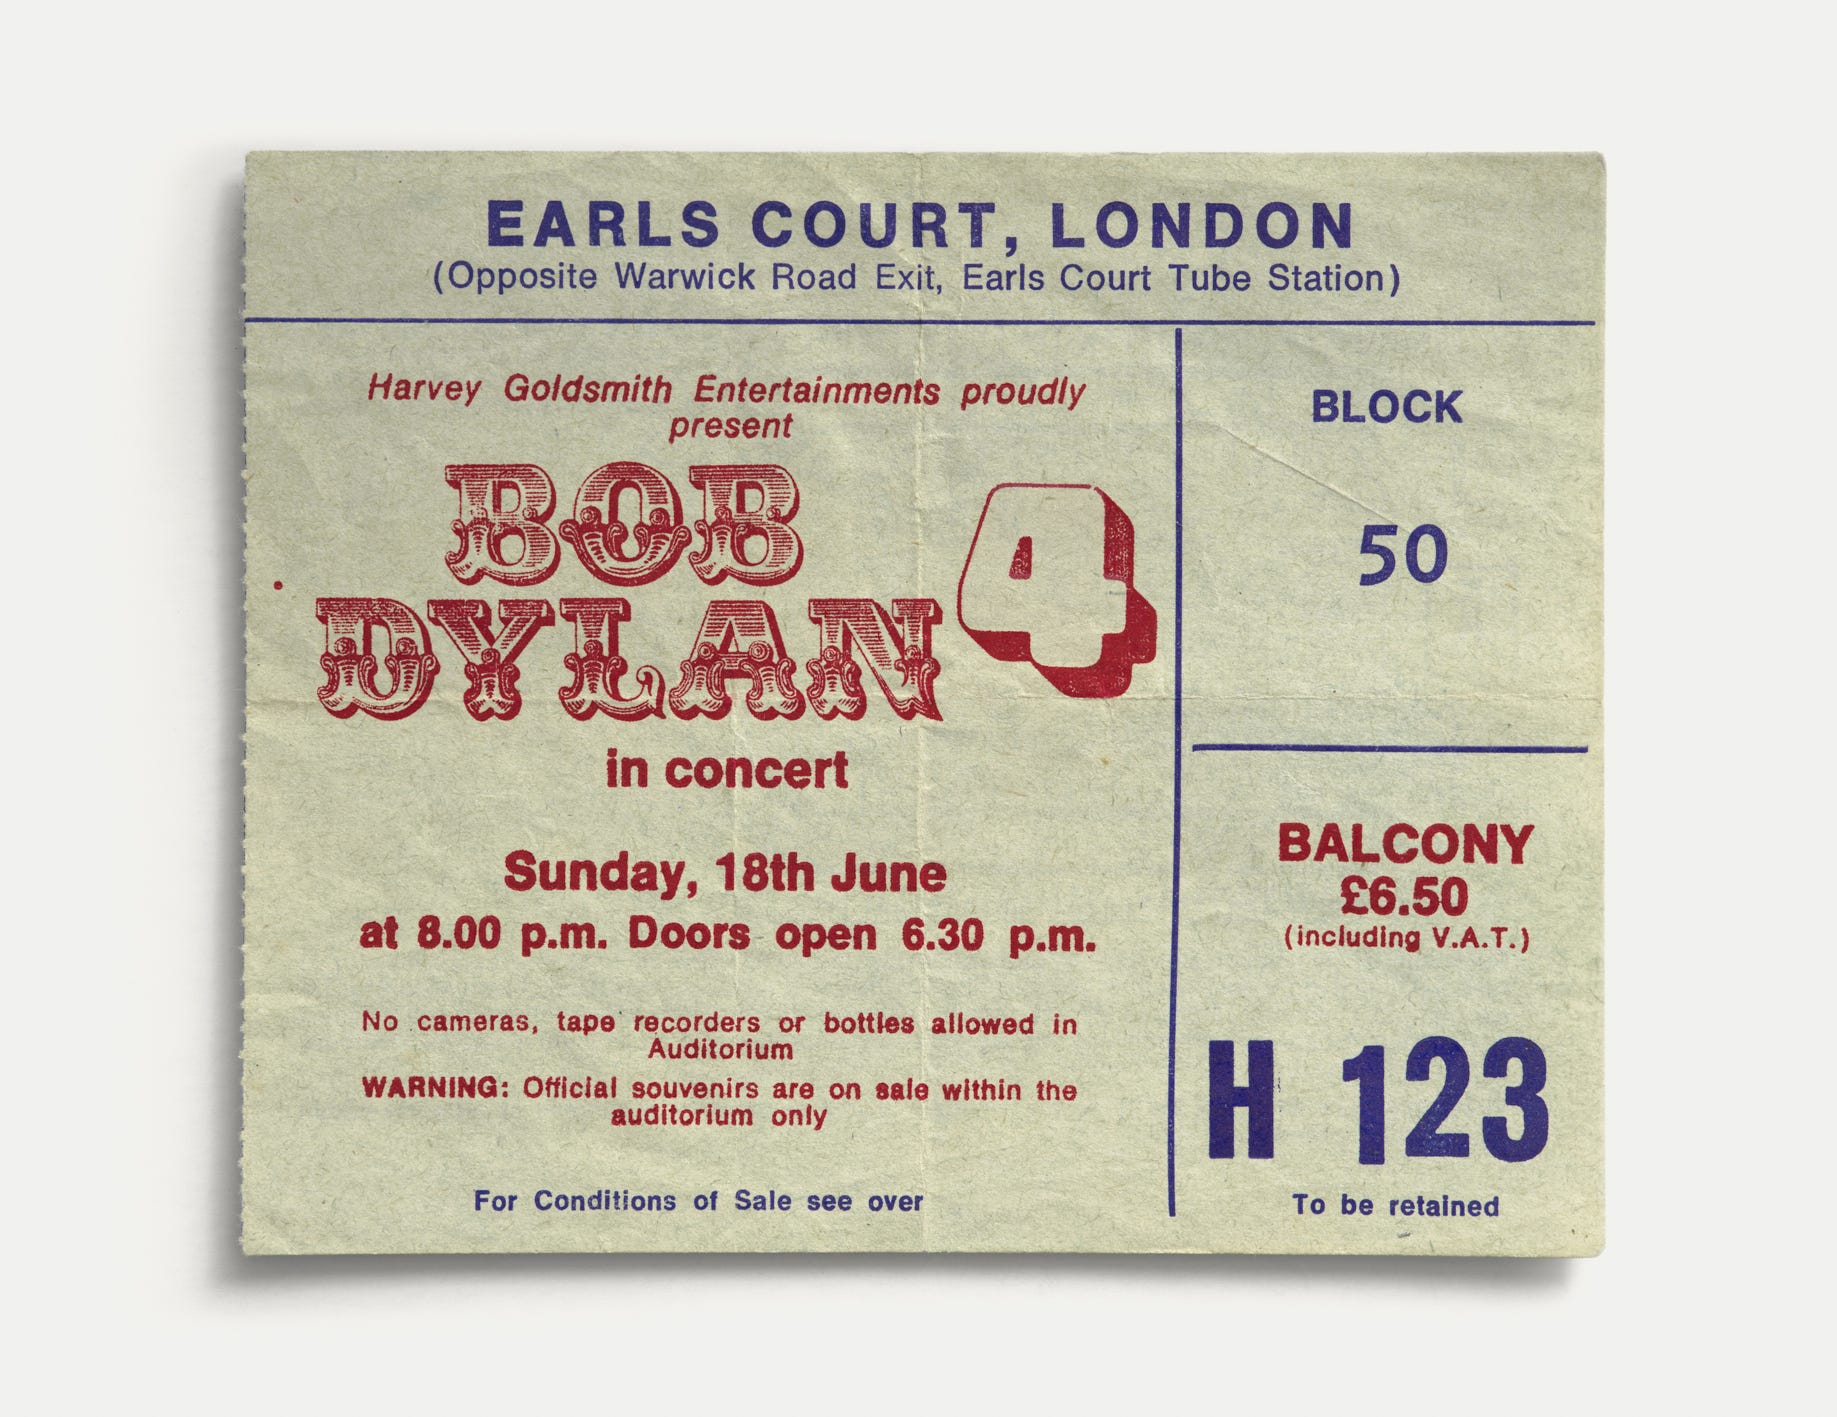 EARLS COURT, LONDON
(Opposite Warwick Road Exit, Earls Court Tube Station)
Harvey Goldsmith Entertainments proudly
present
BOB
DYLAN
4
in concert
Sunday, 18th June
at 8.00 p.m. Doors open 6.30 p.m.
No cameras, tape recorders or bottles allowed in
Auditorium
WARNING: Official souvenirs are on sale within the
auditorium only
For Conditions of Sale see over
BLOCK
50
BALCONY
£6.50
(including V.A.T.)
H 123
To be retained